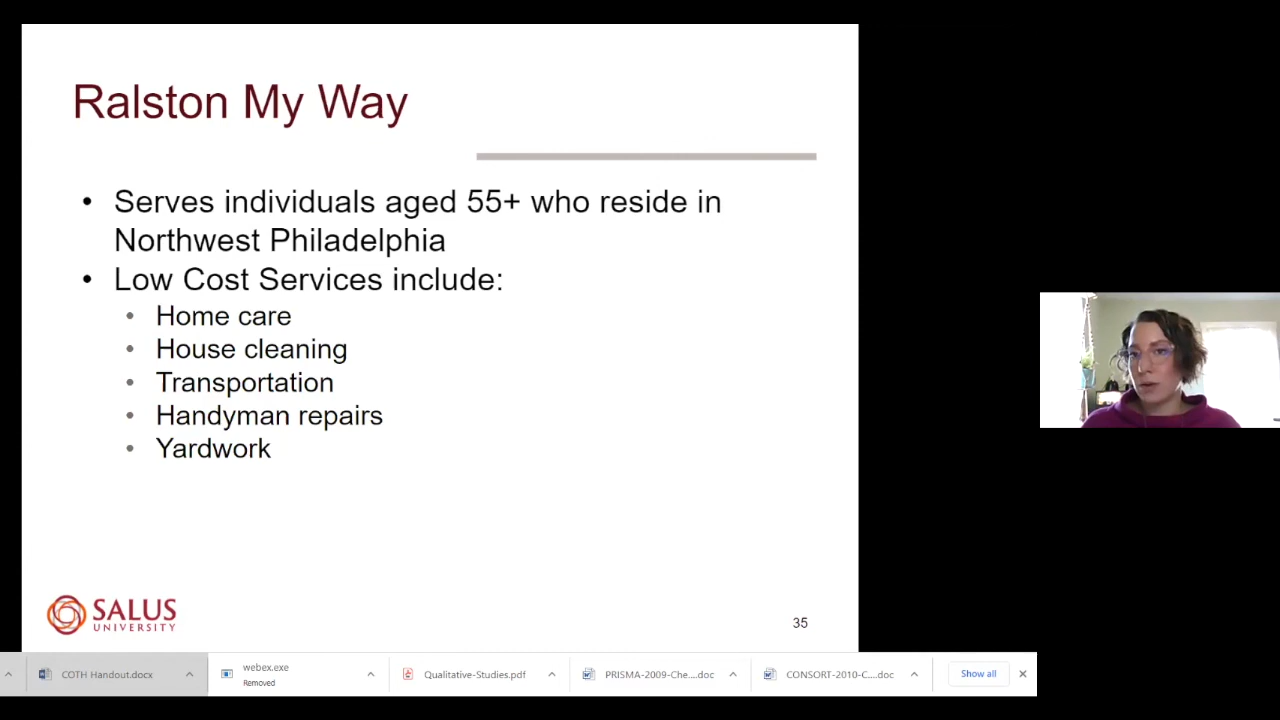 Ralston My Way
• Serves individuals aged 55+ who reside in
Northwest Philadelphia
• Low Cost Services include:
• Home care
• House cleaning
• Transportation
• Handyman repairs
• Yardwork
SALUS
UNIVERSITY
35
COTH Handout.docx
webex.exe
Removed
Qualitative-Studies.pdf
PRISMA-2009-Che....doc
CONSORT-2010-C....doc
Show all